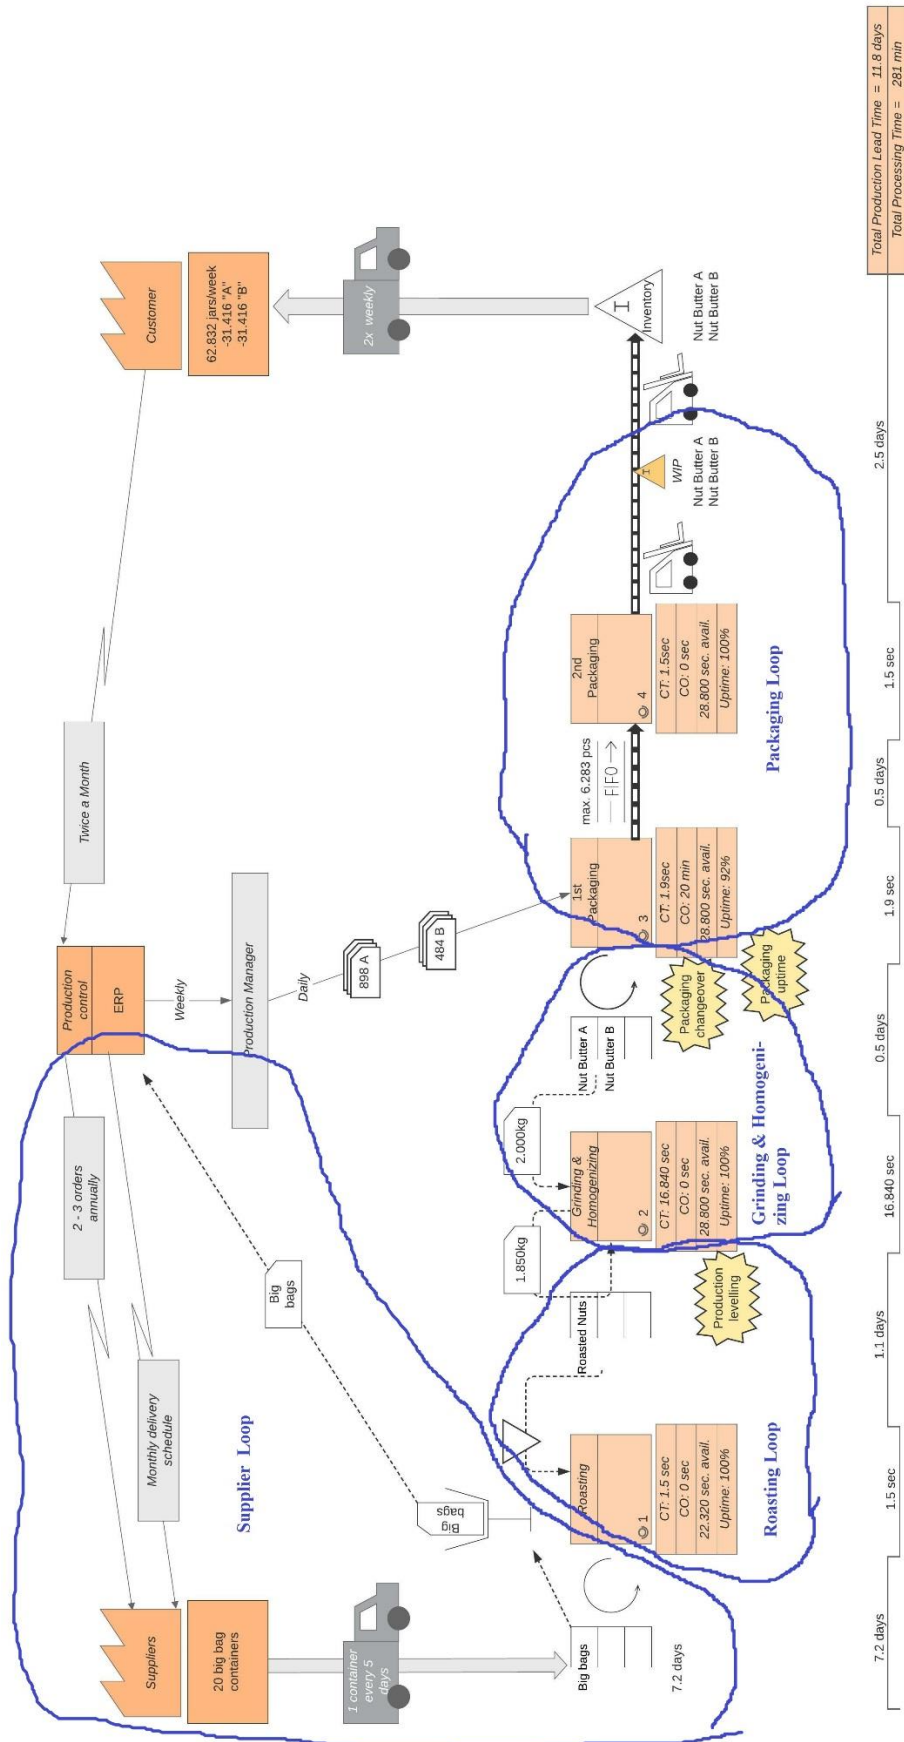 Suppliers
20 big bag
containers
1 container
every 5
days
2 - 3 orders
annually
Monthly delivery
schedule
Production
control
ERP
Twice a Month
Customer
62.832 jars/week
-31.416 "A"
-31.416 "B"
2x weekly
Weekly
Production Manager
Daily
898 A
484 B
Big
bags
Big
bags
Supplier Loop
Big bags
7.2 days
Roasting
1
CT: 1.5 sec
CO: 0 sec
22.320 sec. avail.
Uptime: 100%
Roasting Loop
Roasted Nuts
1.850kg
Production
levelling
Grinding &
Homogenizing
2
CT: 16.840 sec
CO: 0 sec
28.800 sec. avail.
Uptime: 100%
Grinding & Homogeni-
zing Loop
2.000kg
Nut Butter A
Nut Butter B
Packaging
changeover
Packaging
uptime
1st
Packaging
3
CT: 1.9sec
CO: 20 min
28.800 sec. avail.
Uptime: 92%
max. 6.283 pcs
FIFO
2nd
Packaging
4
CT: 1.5sec
CO: 0 sec
28.800 sec. avail.
Uptime: 100%
Packaging Loop
I
WIP
Nut Butter A
Nut Butter B
I
Inventory
Nut Butter A
Nut Butter B
7.2 days
1.5 sec
1.1 days
16.840 sec
0.5 days
1.9 sec
0.5 days
1.5 sec
2.5 days
Total Production Lead Time = 11.8 days
Total Processing Time = 281 min